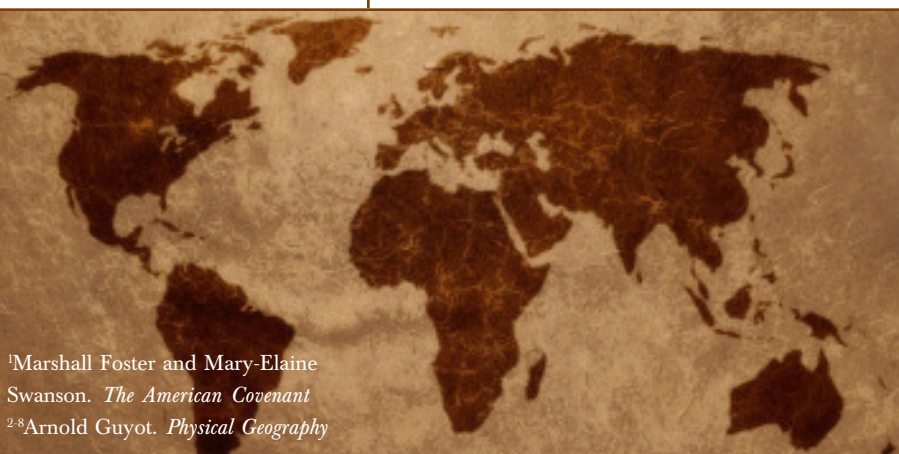 ¹Marshall Foster and Mary-Elaine
Swanson. The American Covenant
²⁻⁸Arnold Guyot. Physical Geography